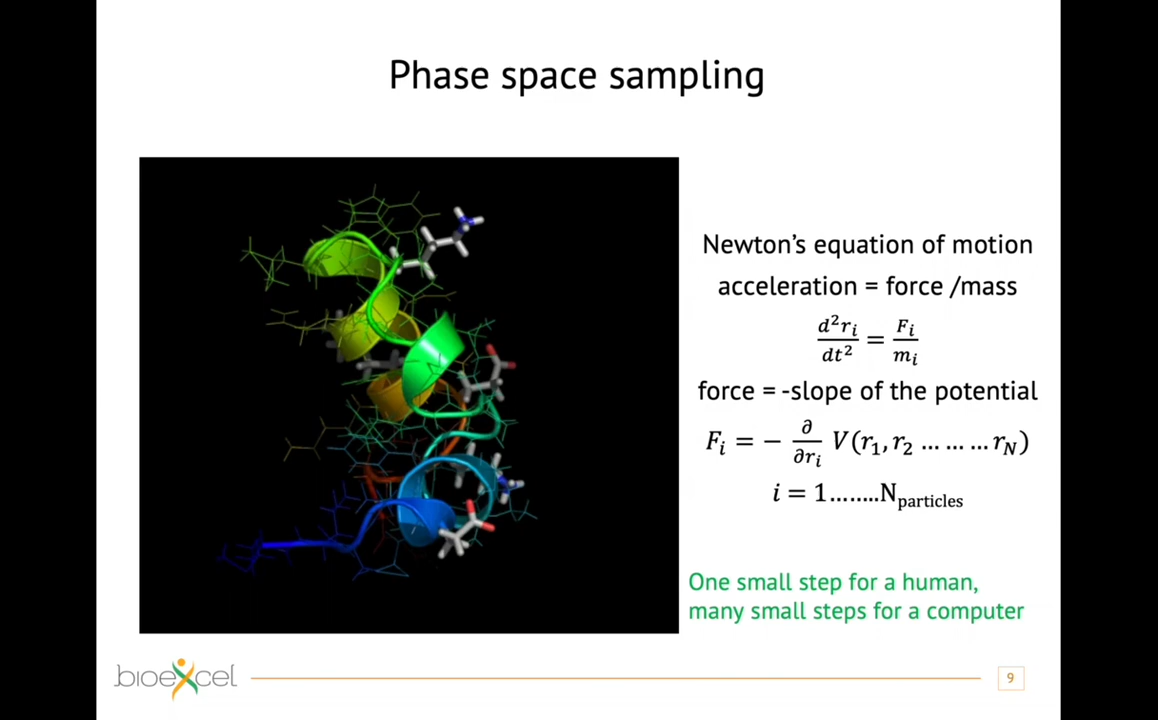 Phase space sampling
Newton's equation of motion
acceleration = force /mass
d²rᵢ/dt² = Fᵢ/mᵢ
force = -slope of the potential
Fᵢ = − ∂/∂rᵢ V(r₁, r₂ … … … r_N)
i = 1……..N_particles
One small step for a human,
many small steps for a computer
bioexcel
9